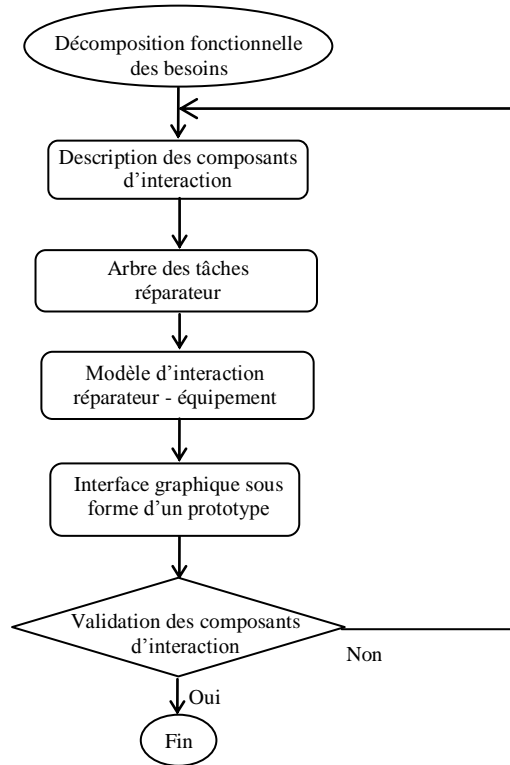 Décomposition fonctionnelle
des besoins
Description des composants
d’interaction
Arbre des tâches
réparateur
Modèle d’interaction
réparateur - équipement
Interface graphique sous
forme d’un prototype
Validation des composants
d’interaction
Non
Oui
Fin